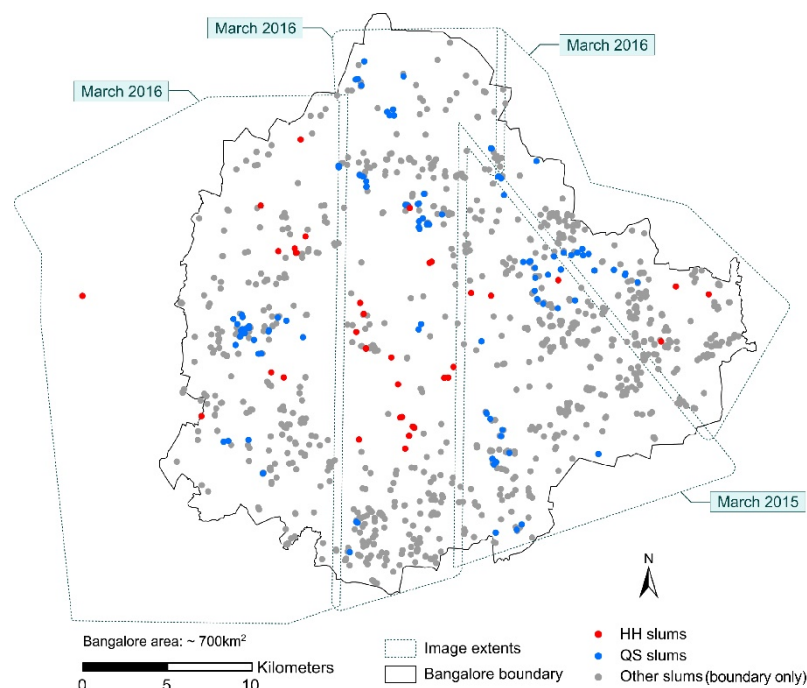 March 2016
March 2016
March 2016
March 2015
N
Bangalore area: ~ 700km²
Kilometers
0 5 10
Image extents
Bangalore boundary
HH slums
QS slums
Other slums (boundary only)